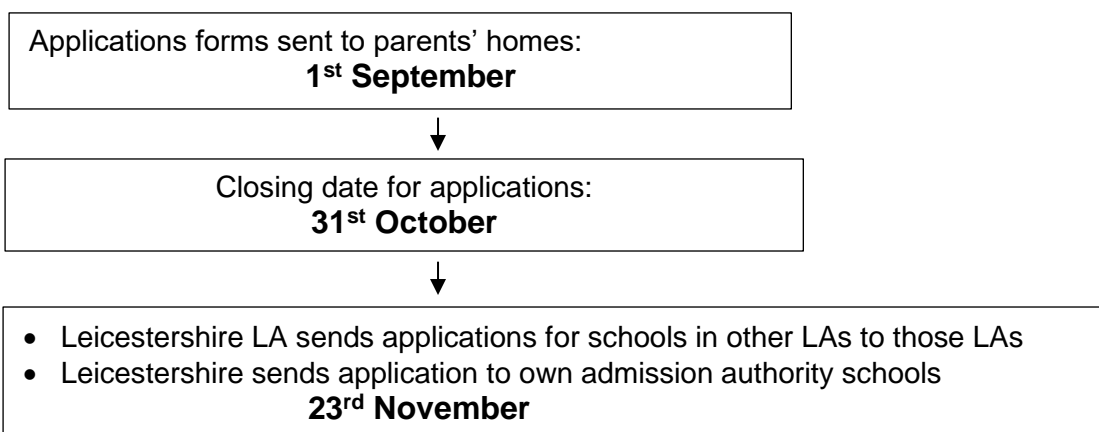 Applications forms sent to parents’ homes:
1st September
Closing date for applications:
31st October
• Leicestershire LA sends applications for schools in other LAs to those LAs
• Leicestershire sends application to own admission authority schools
23rd November